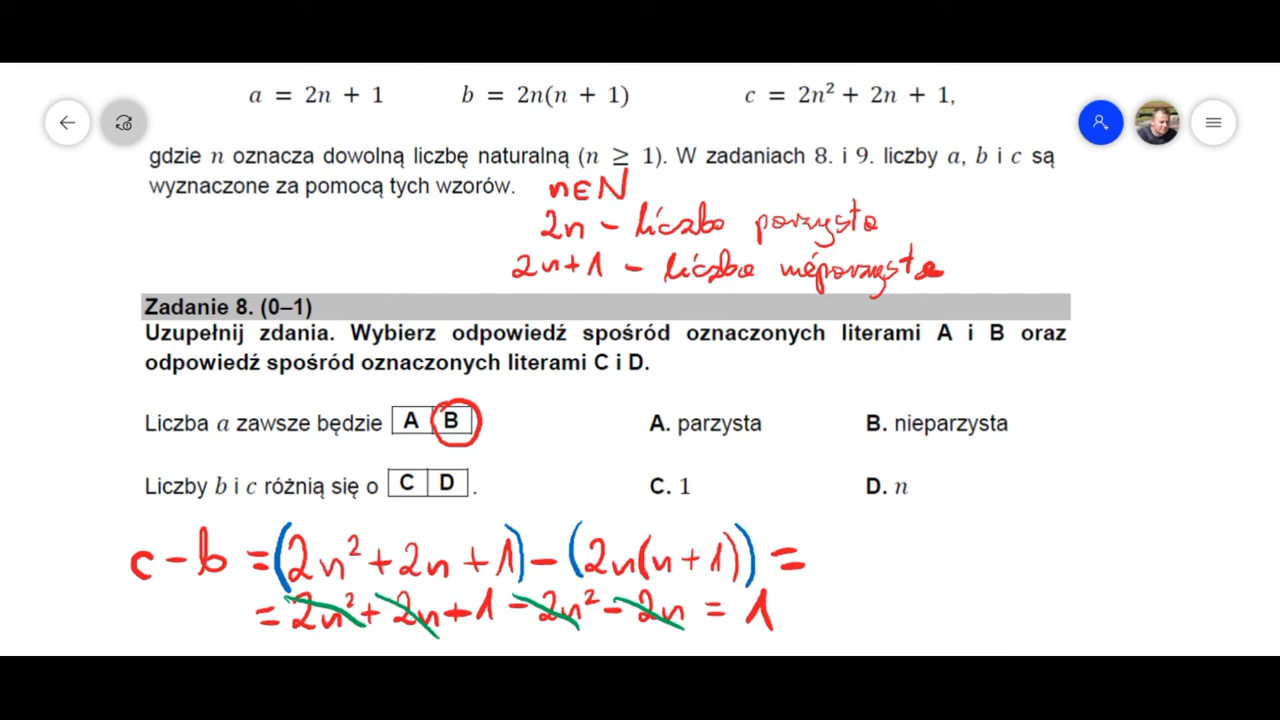 a = 2n + 1 b = 2n(n + 1) c = 2n² + 2n + 1,
gdzie n oznacza dowolną liczbę naturalną (n ≥ 1). W zadaniach 8. i 9. liczby a, b i c są
wyznaczone za pomocą tych wzorów.
n∈N
2n – liczba parzysta
2n+1 – liczba nieparzysta
Zadanie 8. (0–1)
Uzupełnij zdania. Wybierz odpowiedź spośród oznaczonych literami A i B oraz
odpowiedź spośród oznaczonych literami C i D.
Liczba a zawsze będzie A B A. parzysta B. nieparzysta
Liczby b i c różnią się o C D . C. 1 D. n
c – b = (2n² + 2n + 1) – (2n(n + 1)) =
= 2n² + 2n + 1 – 2n² – 2n = 1